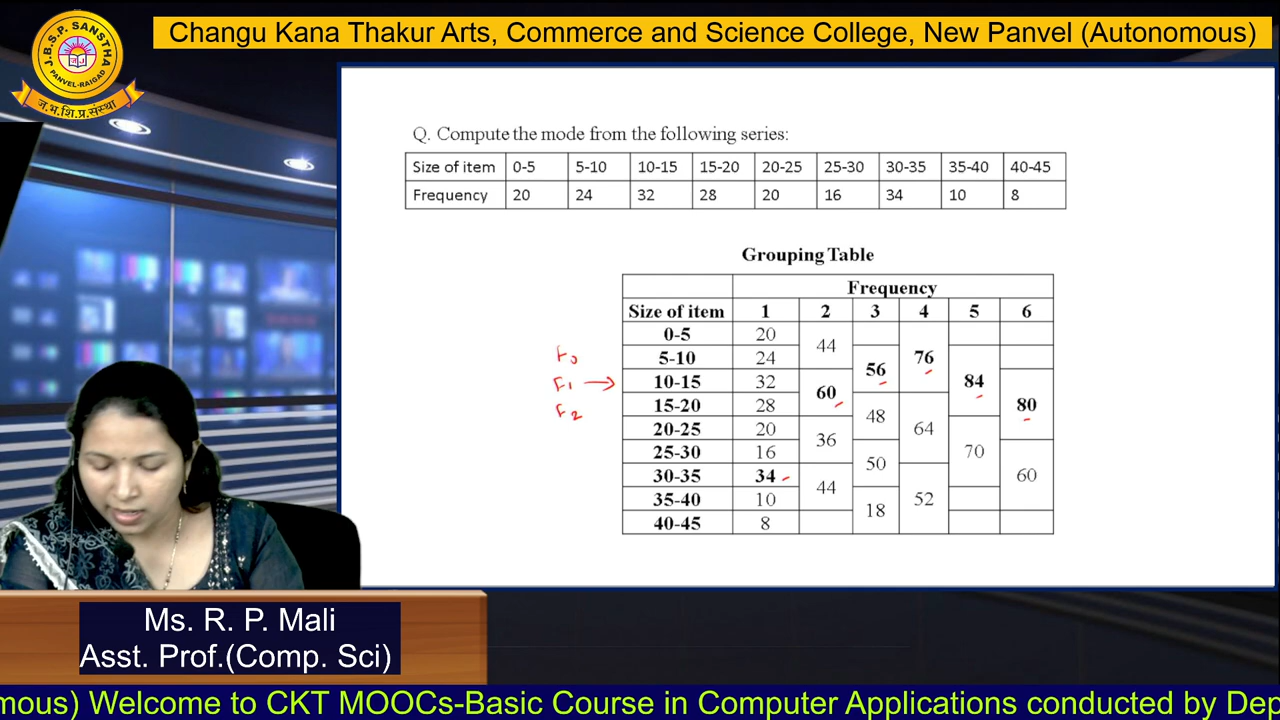 Changu Kana Thakur Arts, Commerce and Science College, New Panvel (Autonomous)
J.B.S.P. SANSTHA
PANVEL-RAIGAD
ज.भ.शि.प्र.संस्था
Q. Compute the mode from the following series:
Size of item 0-5 5-10 10-15 15-20 20-25 25-30 30-35 35-40 40-45
Frequency 20 24 32 28 20 16 34 10 8
Grouping Table
Frequency
Size of item 1 2 3 4 5 6
0-5 20
44
F0 5-10 24 56 76
F1 → 10-15 32 84
60
F2 15-20 28 80
48
20-25 20 64
36
25-30 16 70
50
30-35 34 60
44
35-40 10 52
18
40-45 8
Ms. R. P. Mali
Asst. Prof.(Comp. Sci)
mous) Welcome to CKT MOOCs-Basic Course in Computer Applications conducted by Dep